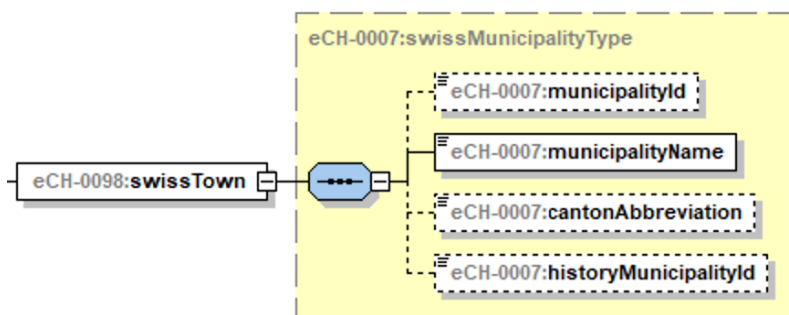 eCH-0007:swissMunicipalityType
eCH-0007:municipalityId
eCH-0007:municipalityName
eCH-0098:swissTown
eCH-0007:cantonAbbreviation
eCH-0007:historyMunicipalityId